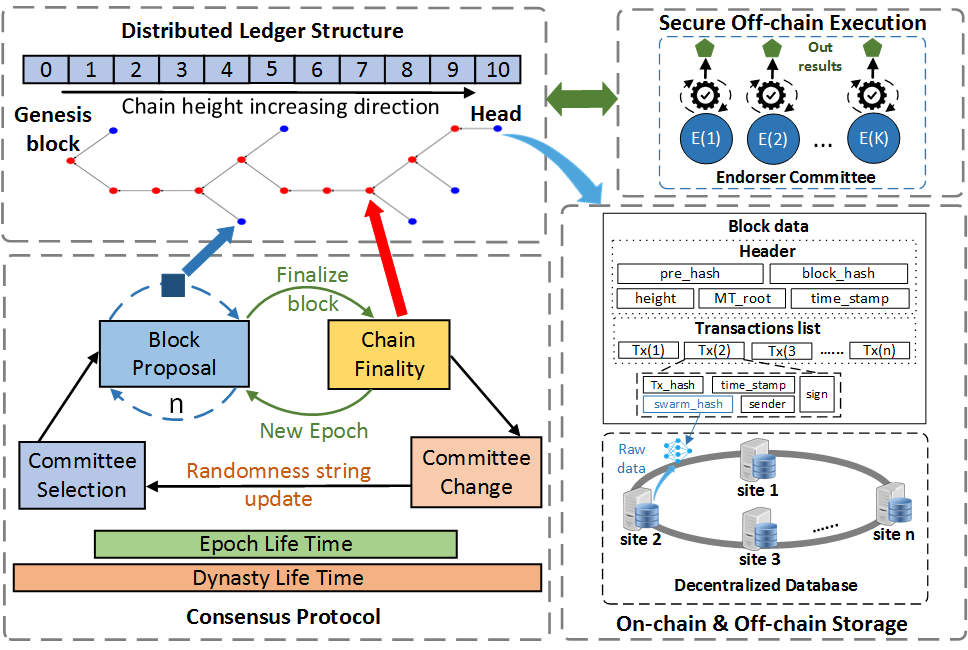 Distributed Ledger Structure
0 1 2 3 4 5 6 7 8 9 10
Chain height increasing direction
Genesis
block
Head
Secure Off-chain Execution
Out
results
E(1) E(2) ... E(K)
Endorser Committee
Finalize
block
Block
Proposal
Chain
Finality
n
New Epoch
Committee
Selection
Randomness string
update
Committee
Change
Epoch Life Time
Dynasty Life Time
Consensus Protocol
Block data
Header
pre_hash block_hash
height MT_root time_stamp
Transactions list
Tx(1) Tx(2) Tx(3 ...... Tx(n)
Tx_hash time_stamp sign
swarm_hash sender
Raw
data
site 1
site 2
site 3
...... site n
Decentralized Database
On-chain & Off-chain Storage